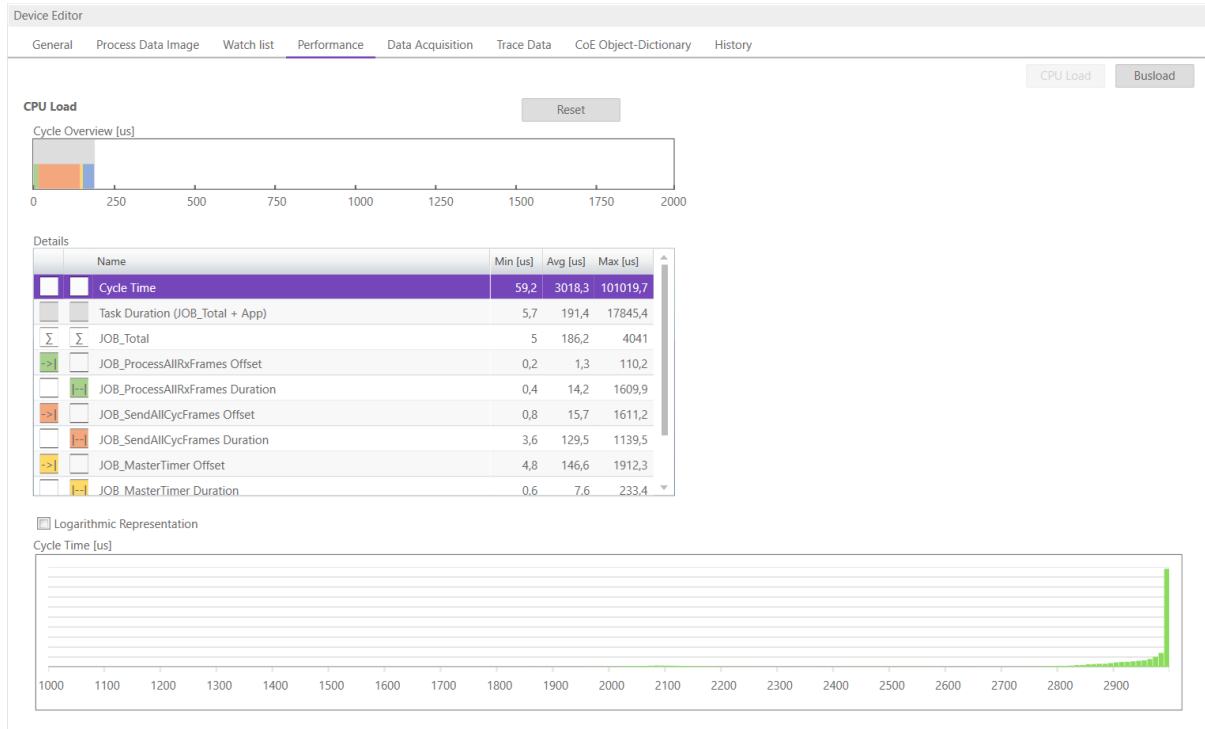 Device Editor
General Process Data Image Watch list Performance Data Acquisition Trace Data CoE Object-Dictionary History
CPU Load Busload
CPU Load Reset
Cycle Overview [us]
0 250 500 750 1000 1250 1500 1750 2000
Details
Name Min [us] Avg [us] Max [us]
Cycle Time 59,2 3018,3 101019,7
Task Duration (JOB_Total + App) 5,7 191,4 17845,4
Σ Σ JOB_Total 5 186,2 4041
->| JOB_ProcessAllRxFrames Offset 0,2 1,3 110,2
|--| JOB_ProcessAllRxFrames Duration 0,4 14,2 1609,9
->| JOB_SendAllCycFrames Offset 0,8 15,7 1611,2
|--| JOB_SendAllCycFrames Duration 3,6 129,5 1139,5
->| JOB_MasterTimer Offset 4,8 146,6 1912,3
|--| JOB_MasterTimer Duration 0,6 7,6 233,4
Logarithmic Representation
Cycle Time [us]
1000 1100 1200 1300 1400 1500 1600 1700 1800 1900 2000 2100 2200 2300 2400 2500 2600 2700 2800 2900